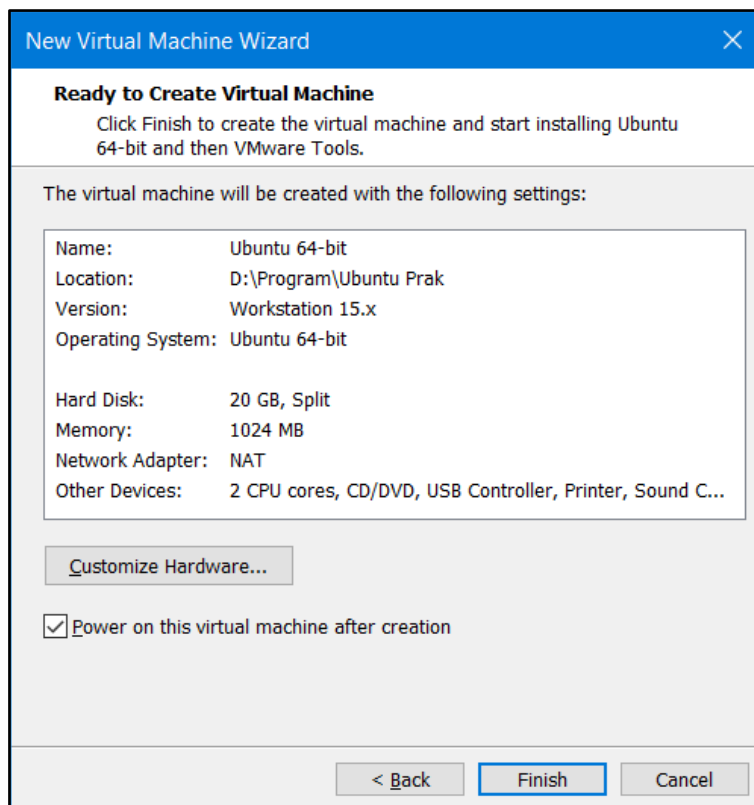 New Virtual Machine Wizard
Ready to Create Virtual Machine
Click Finish to create the virtual machine and start installing Ubuntu
64-bit and then VMware Tools.
The virtual machine will be created with the following settings:
Name: Ubuntu 64-bit
Location: D:\Program\Ubuntu Prak
Version: Workstation 15.x
Operating System: Ubuntu 64-bit
Hard Disk: 20 GB, Split
Memory: 1024 MB
Network Adapter: NAT
Other Devices: 2 CPU cores, CD/DVD, USB Controller, Printer, Sound C...
Customize Hardware...
Power on this virtual machine after creation
< Back Finish Cancel